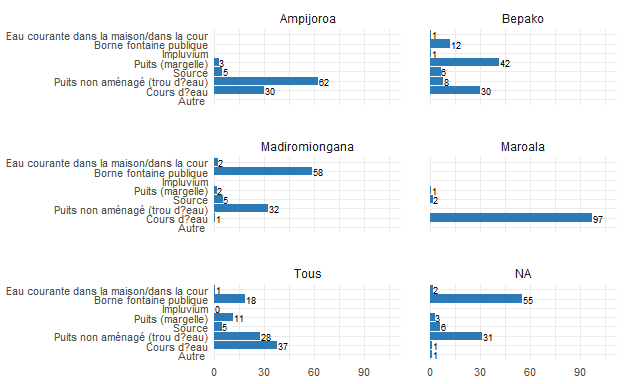 Ampijoroa Bepako
Eau courante dans la maison/dans la cour 1
Borne fontaine publique 12
Impluvium 1
Puits (margelle) 3 42
Source 5 6
Puits non aménagé (trou d?eau) 62 8
Cours d?eau 30 30
Autre
Madiromiongana Maroala
Eau courante dans la maison/dans la cour 2
Borne fontaine publique 58
Impluvium
Puits (margelle) 2 1
Source 5 2
Puits non aménagé (trou d?eau) 32
Cours d?eau 1 97
Autre
Tous NA
Eau courante dans la maison/dans la cour 1 2
Borne fontaine publique 18 55
Impluvium 0
Puits (margelle) 11 3
Source 5 6
Puits non aménagé (trou d?eau) 28 31
Cours d?eau 37 1
Autre 1
0 30 60 90 0 30 60 90